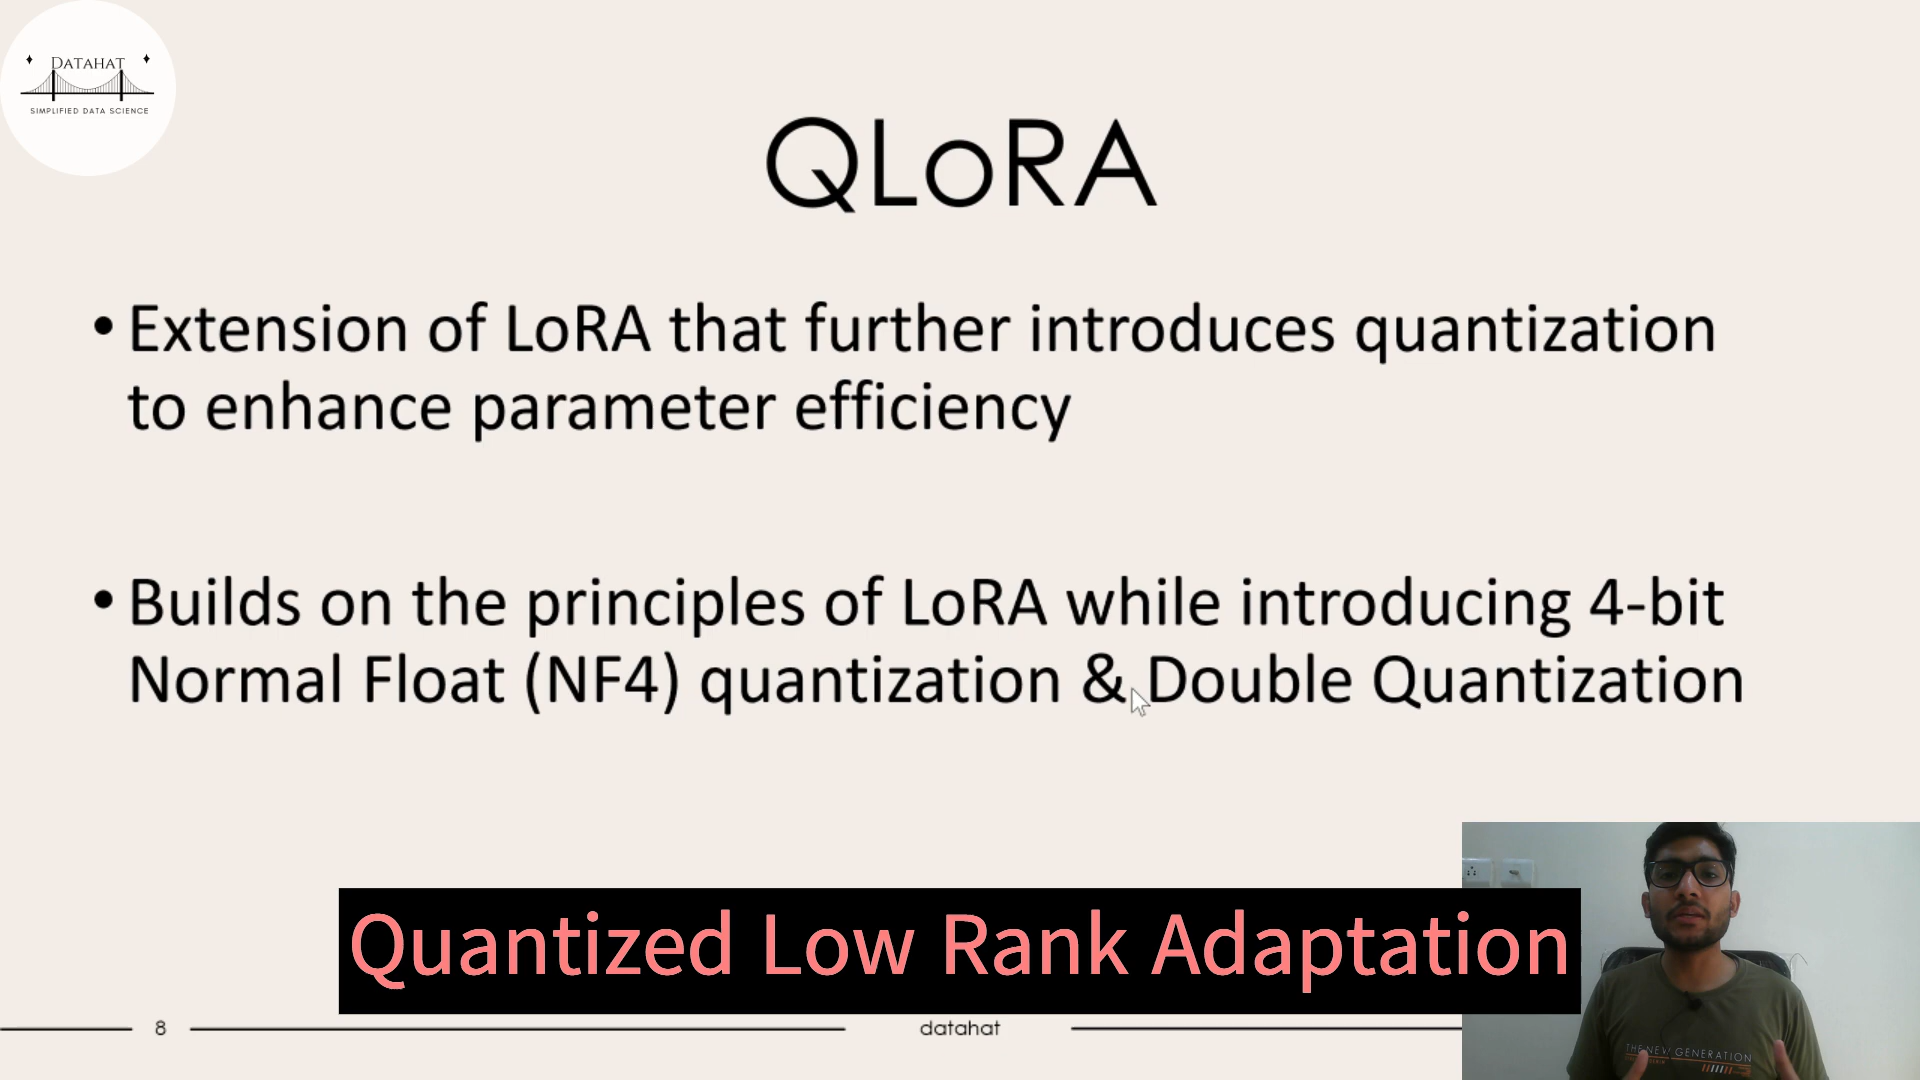 DATAHAT
SIMPLIFIED DATA SCIENCE
QLoRA
• Extension of LoRA that further introduces quantization
to enhance parameter efficiency
• Builds on the principles of LoRA while introducing 4-bit
Normal Float (NF4) quantization & Double Quantization
Quantized Low Rank Adaptation
8
datahat
THE NEW GENERATION